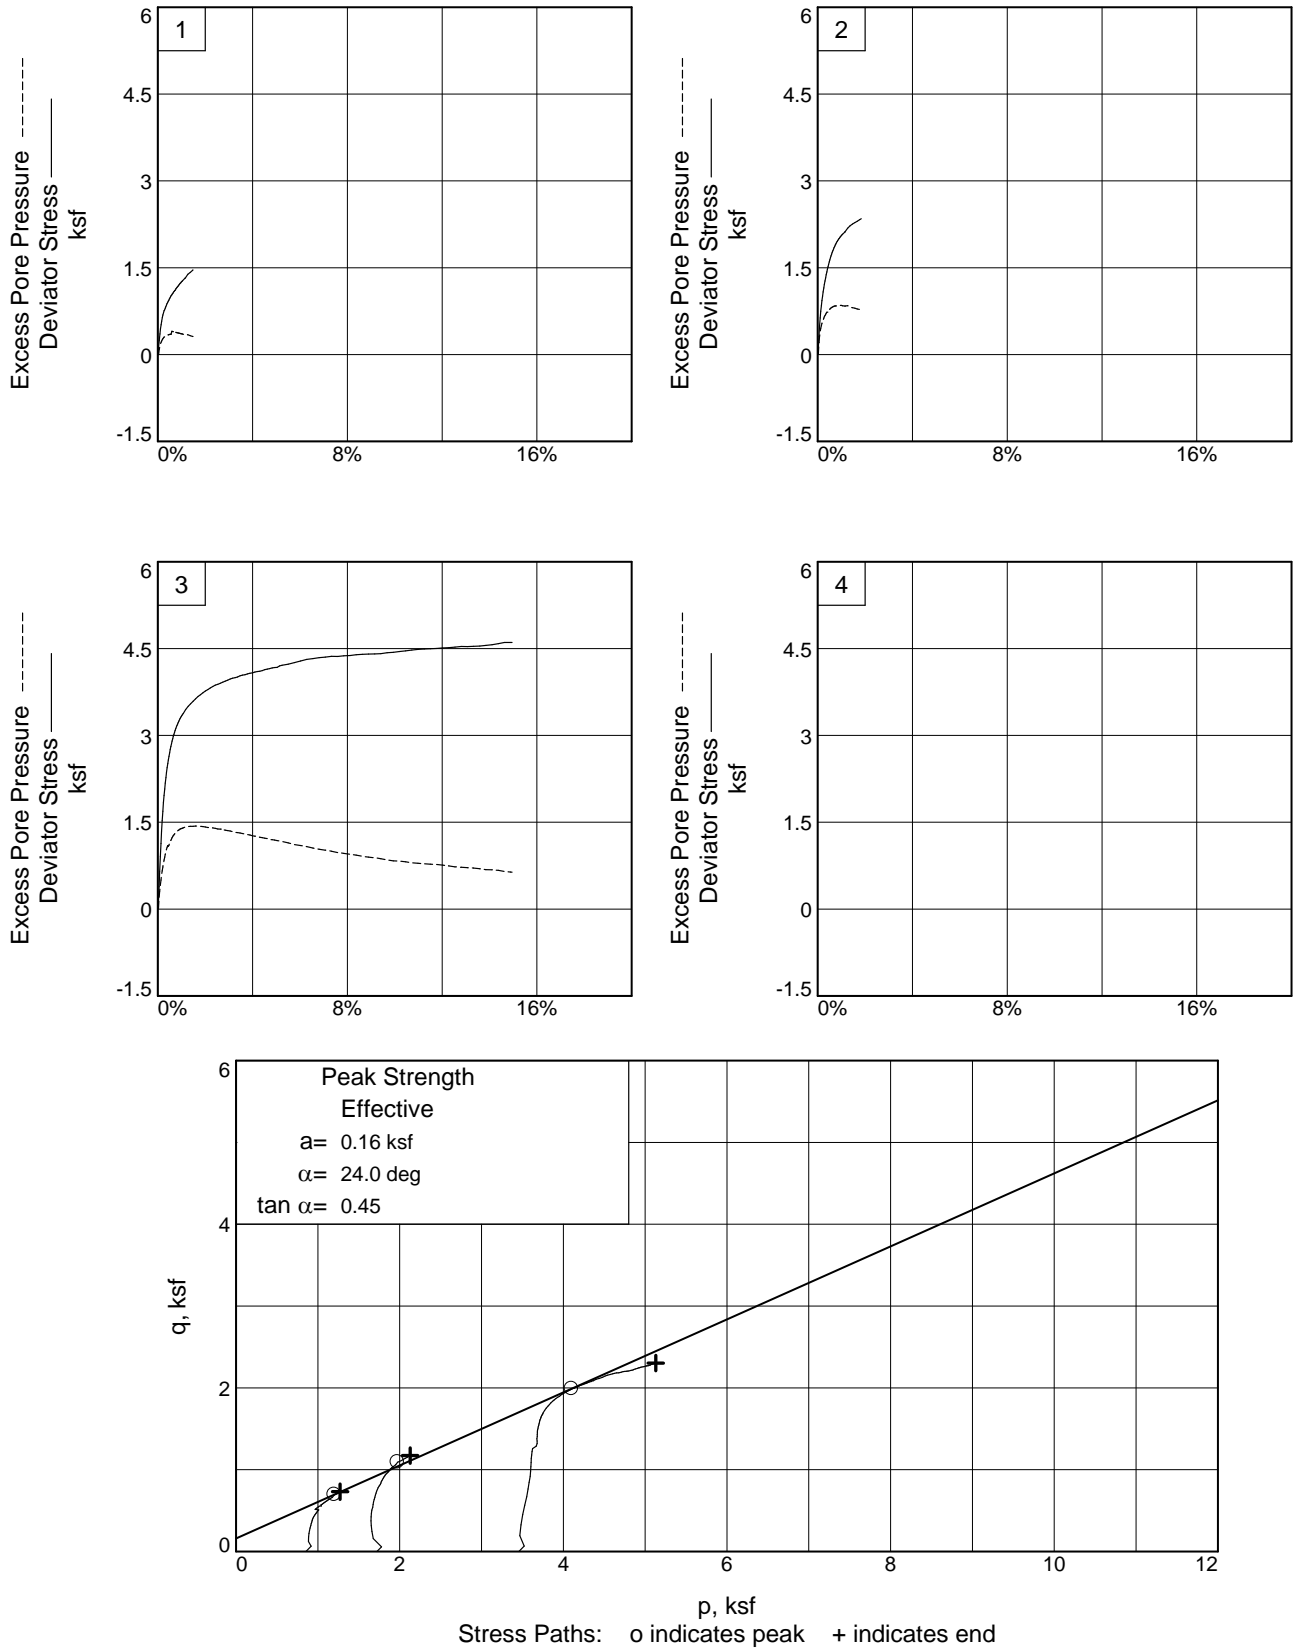 1
6
4.5
3
1.5
0
-1.5
0%
8%
16%
Excess Pore Pressure
Deviator Stress
ksf
2
6
4.5
3
1.5
0
-1.5
0%
8%
16%
Excess Pore Pressure
Deviator Stress
ksf
3
6
4.5
3
1.5
0
-1.5
0%
8%
16%
Excess Pore Pressure
Deviator Stress
ksf
4
6
4.5
3
1.5
0
-1.5
0%
8%
16%
Excess Pore Pressure
Deviator Stress
ksf
Peak Strength
Effective
a= 0.16 ksf
α= 24.0 deg
tan α= 0.45
6
4
2
0
q, ksf
0
2
4
6
8
10
12
p, ksf
Stress Paths: o indicates peak + indicates end